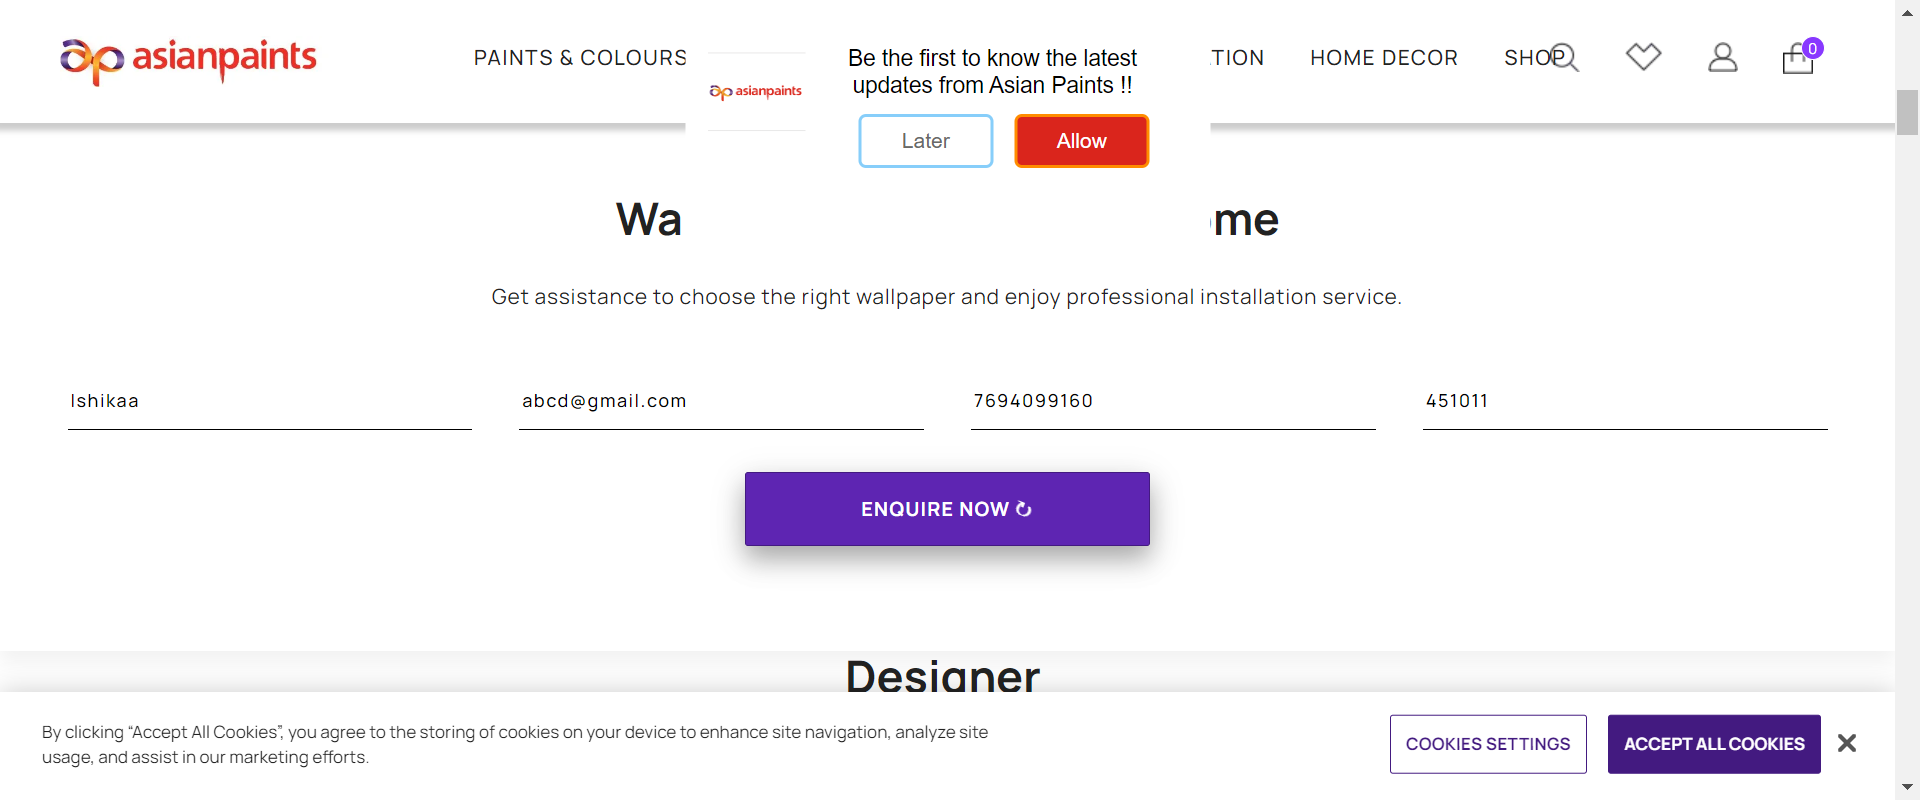 asianpaints
PAINTS & COLOURS
TION
HOME DECOR
SHOP
0
asianpaints
Be the first to know the latest
updates from Asian Paints !!
Later
Allow
Wa
ome
Get assistance to choose the right wallpaper and enjoy professional installation service.
Ishikaa
abcd@gmail.com
7694099160
451011
ENQUIRE NOW
Designer
By clicking “Accept All Cookies”, you agree to the storing of cookies on your device to enhance site navigation, analyze site
usage, and assist in our marketing efforts.
COOKIES SETTINGS
ACCEPT ALL COOKIES